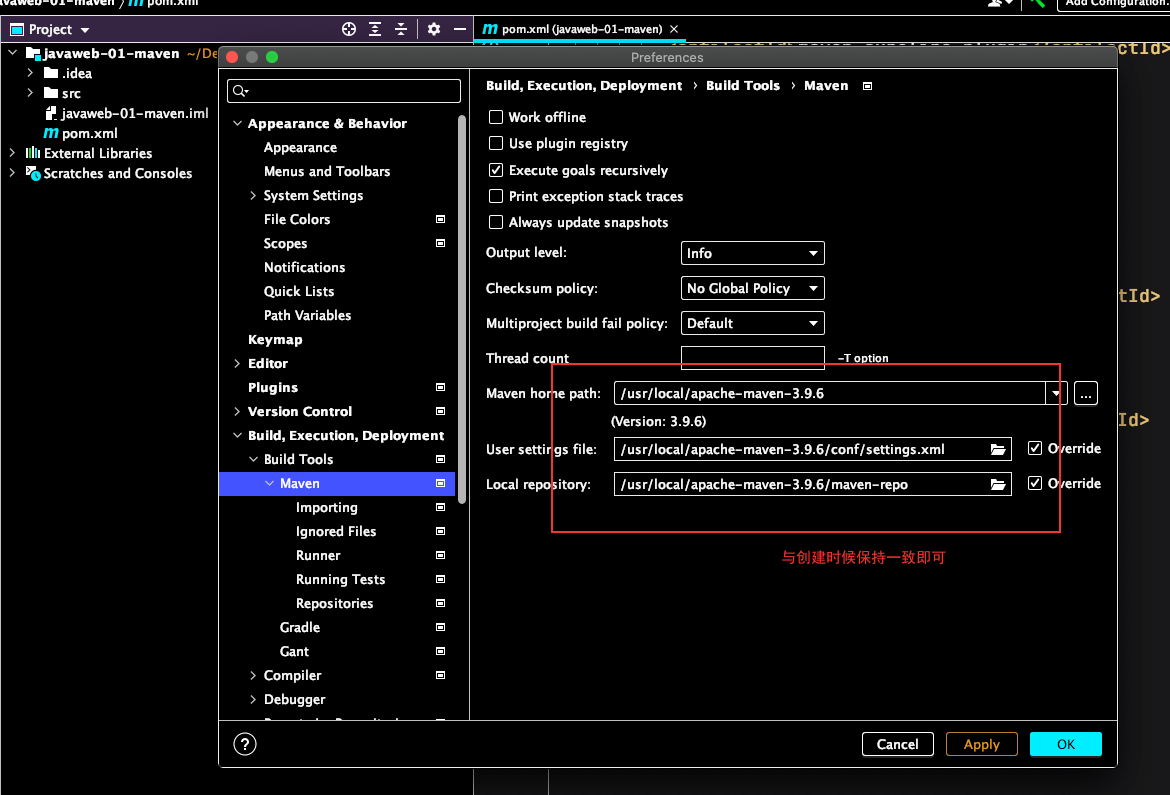 javaweb-01-maven
pom.xml
Add Configuration.
Project
pom.xml (javaweb-01-maven)
javaweb-01-maven ~/De
.idea
src
javaweb-01-maven.iml
pom.xml
External Libraries
Scratches and Consoles
Preferences
Appearance & Behavior
Appearance
Menus and Toolbars
System Settings
File Colors
Scopes
Notifications
Quick Lists
Path Variables
Keymap
Editor
Plugins
Version Control
Build, Execution, Deployment
Build Tools
Maven
Importing
Ignored Files
Runner
Running Tests
Repositories
Gradle
Gant
Compiler
Debugger
Build, Execution, Deployment › Build Tools › Maven
Work offline
Use plugin registry
Execute goals recursively
Print exception stack traces
Always update snapshots
Output level: Info
Checksum policy: No Global Policy
Multiproject build fail policy: Default
Thread count -T option
Maven home path: /usr/local/apache-maven-3.9.6 ...
(Version: 3.9.6)
User settings file: /usr/local/apache-maven-3.9.6/conf/settings.xml Override
Local repository: /usr/local/apache-maven-3.9.6/maven-repo Override
与创建时候保持一致即可
? Cancel Apply OK
ctId>
tId>
Id>